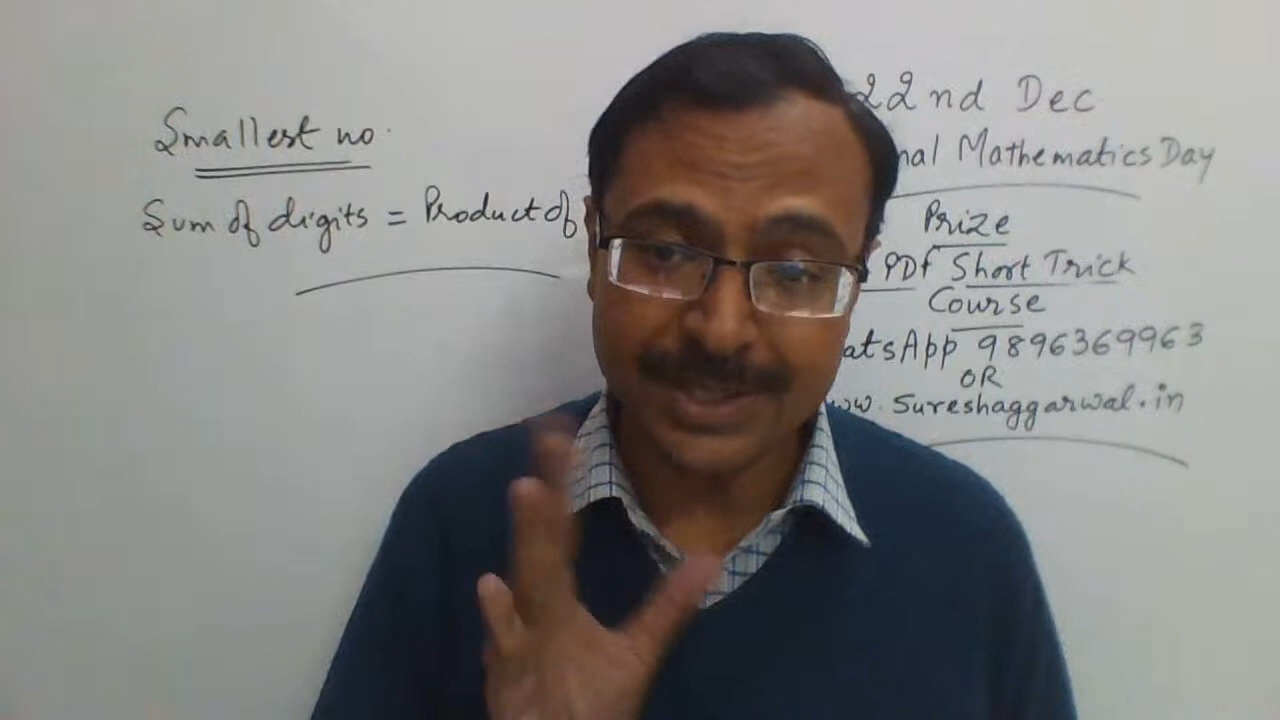 Smallest no.
Sum of digits = Product of
22nd Dec
nal Mathematics Day
Prize
PDF Short Trick
Course
atsApp 9896369963
OR
ww. Sureshaggarwal.in